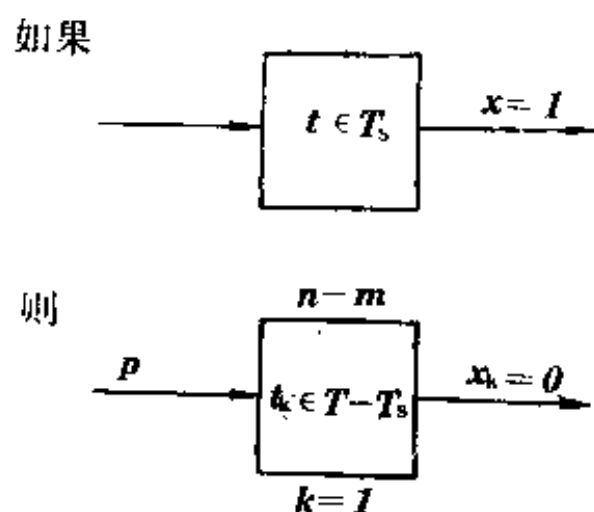 如果
t ∈ Tₛ
x = 1
则
n − m
p
tₖ ∈ T − Tₛ
xₖ = 0
k = 1